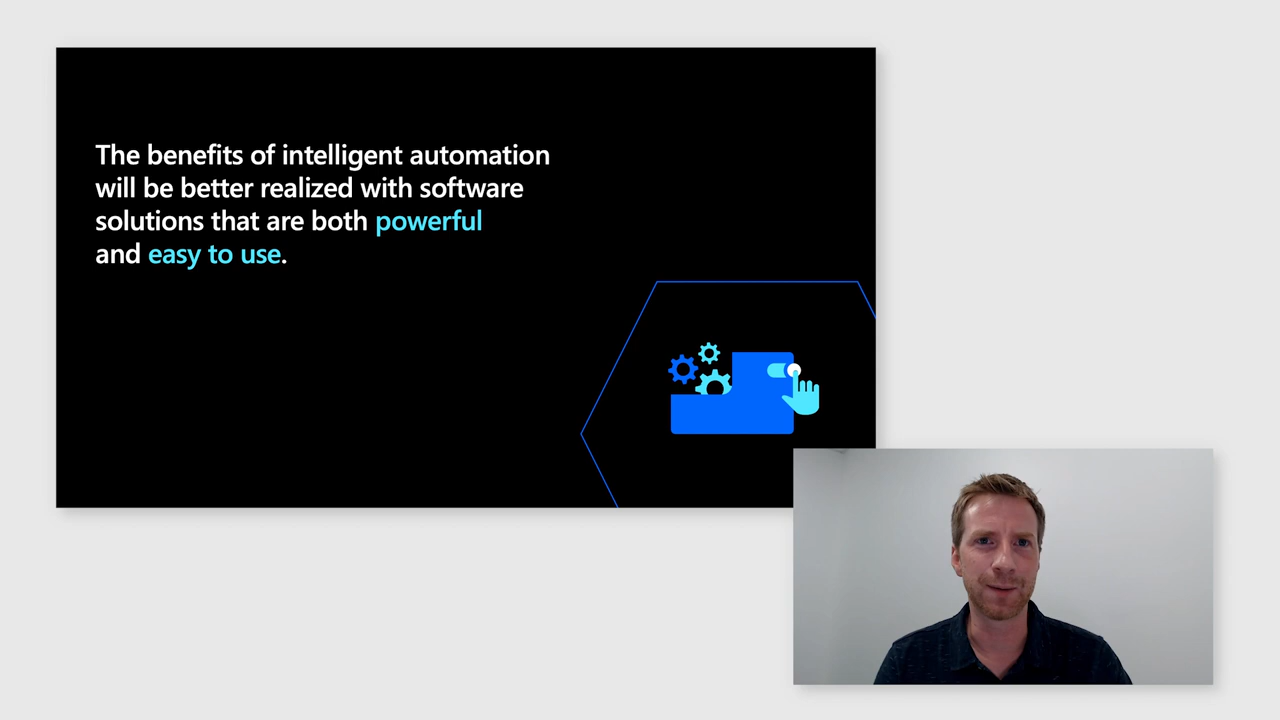 The benefits of intelligent automation
will be better realized with software
solutions that are both powerful
and easy to use.